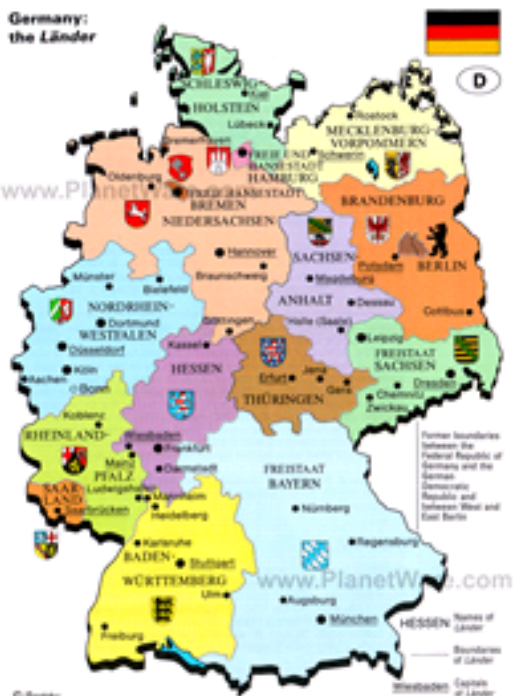 Germany:
the Länder
D
SCHLESWIG-
Kiel
HOLSTEIN
Lübeck
Rostock
MECKLENBURG-
VORPOMMERN
Schwerin
Bremerhaven
FREIE UND
HANSESTADT
HAMBURG
Oldenburg
www.PlanetWare.com
FREIE HANSESTADT
BREMEN
NIEDERSACHSEN
BRANDENBURG
Hannover
Braunschweig
SACHSEN-
Potsdam
BERLIN
Magdeburg
ANHALT
Dessau
Cottbus
Münster
Bielefeld
NORDRHEIN-
Dortmund
WESTFALEN
Düsseldorf
Göttingen
Halle (Saale)
Leipzig
Kassel
FREISTAAT
SACHSEN
Köln
Aachen
Bonn
HESSEN
Erfurt
Jena
Gera
Dresden
Chemnitz
Zwickau
THÜRINGEN
Koblenz
RHEINLAND-
Wiesbaden
Frankfurt
Mainz
Darmstadt
PFALZ
FREISTAAT
BAYERN
Former boundaries
between the
Federal Republic of
Germany and the
German
Democratic
Republic and
between West and
East Berlin
SAAR-
LAND
Ludwigshafen
Mannheim
Saarbrücken
Heidelberg
Nürnberg
Karlsruhe
Regensburg
BADEN-
Stuttgart
WÜRTTEMBERG
www.PlanetWare.com
Ulm
Augsburg
München
Freiburg
HESSEN Names of
Länder
Boundaries
of Länder
Wiesbaden Capitals
of Länder